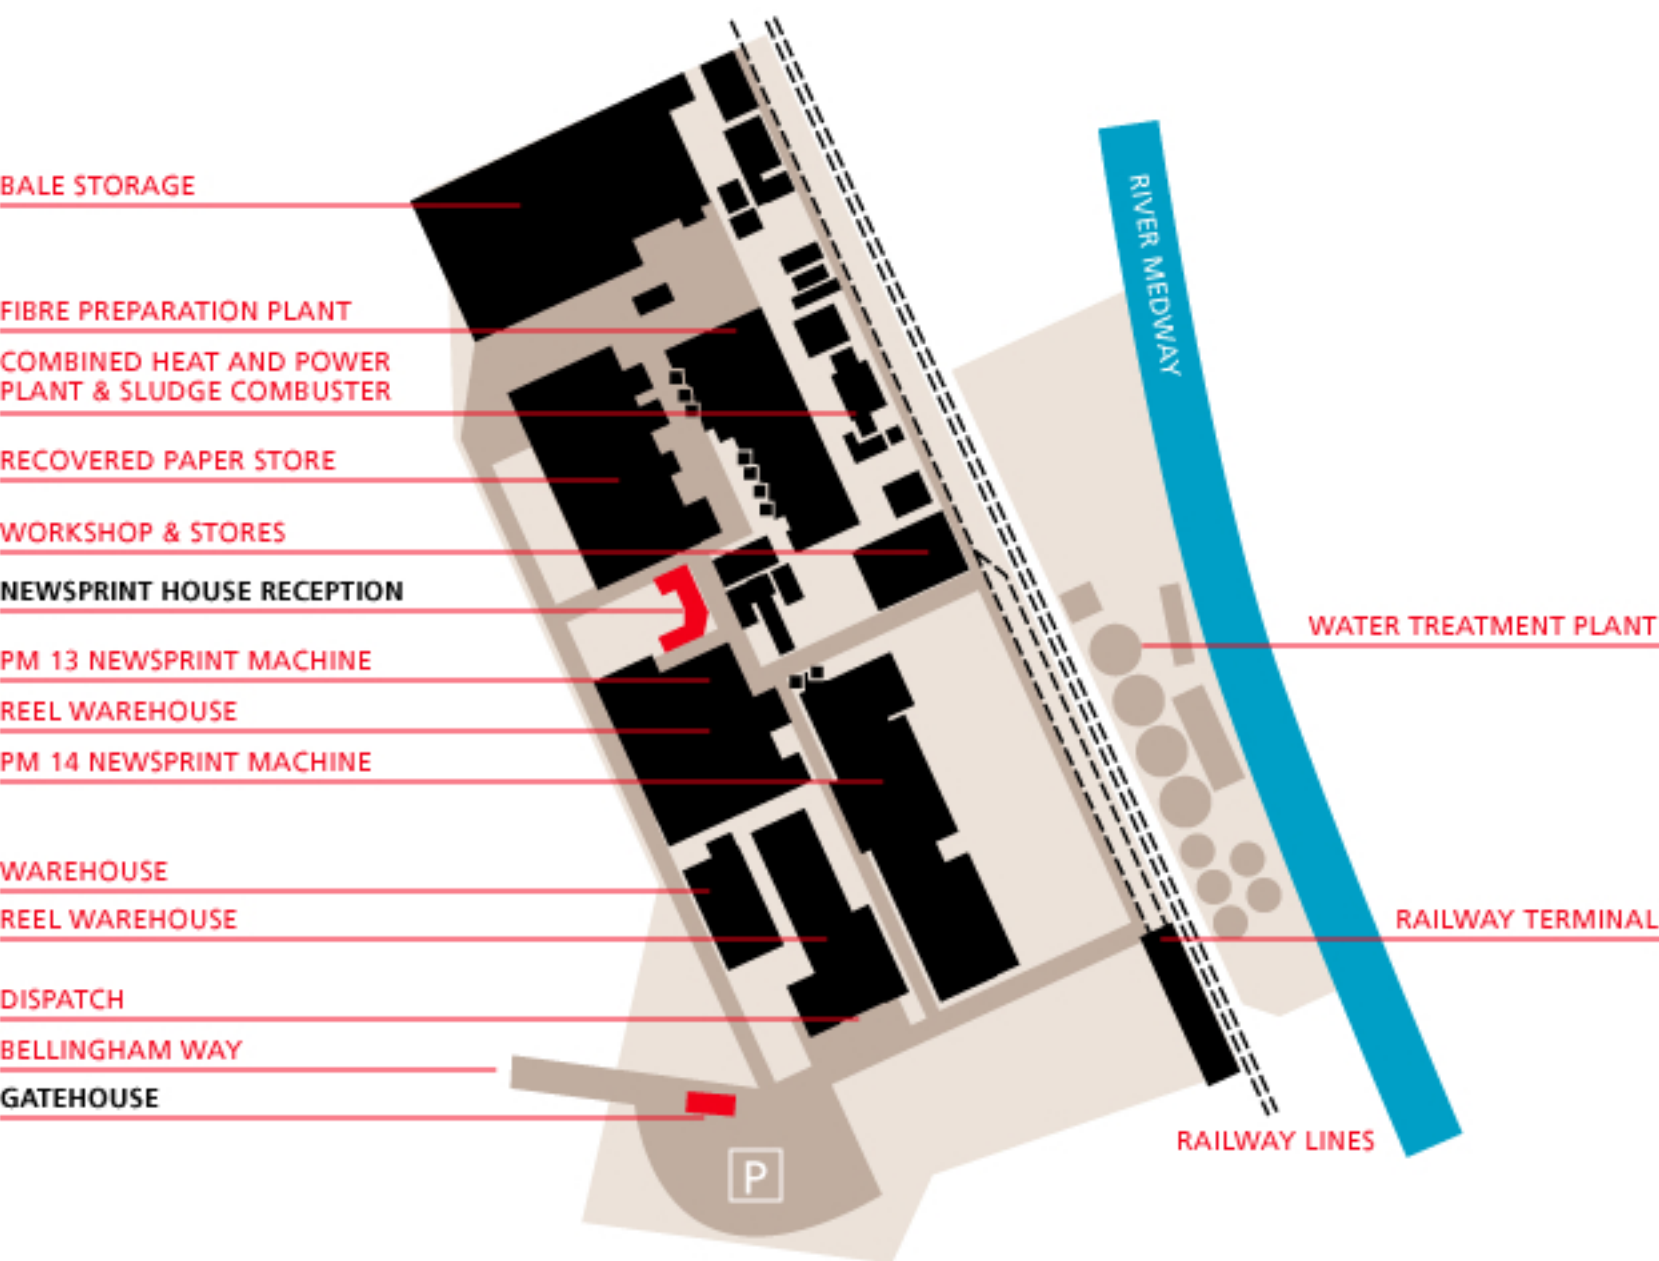 BALE STORAGE
RIVER MEDWAY
FIBRE PREPARATION PLANT
COMBINED HEAT AND POWER
PLANT & SLUDGE COMBUSTER
RECOVERED PAPER STORE
WORKSHOP & STORES
NEWSPRINT HOUSE RECEPTION
WATER TREATMENT PLANT
PM 13 NEWSPRINT MACHINE
REEL WAREHOUSE
PM 14 NEWSPRINT MACHINE
WAREHOUSE
REEL WAREHOUSE
RAILWAY TERMINAL
DISPATCH
BELLINGHAM WAY
GATEHOUSE
RAILWAY LINES
P